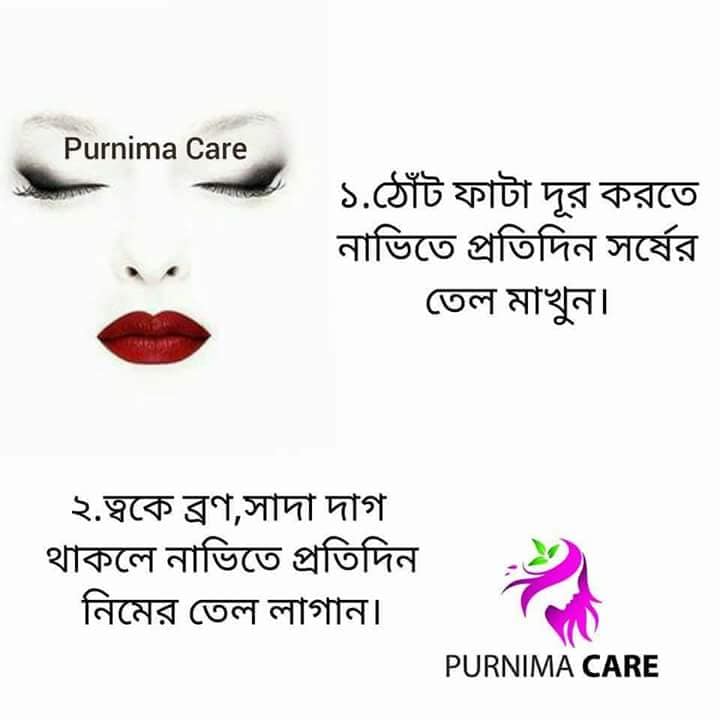 Purnima Care
১.ঠোঁট ফাটা দূর করতে
নাভিতে প্রতিদিন সর্ষের
তেল মাখুন।
২.ত্বকে ব্রণ,সাদা দাগ
থাকলে নাভিতে প্রতিদিন
নিমের তেল লাগান।
PURNIMA CARE